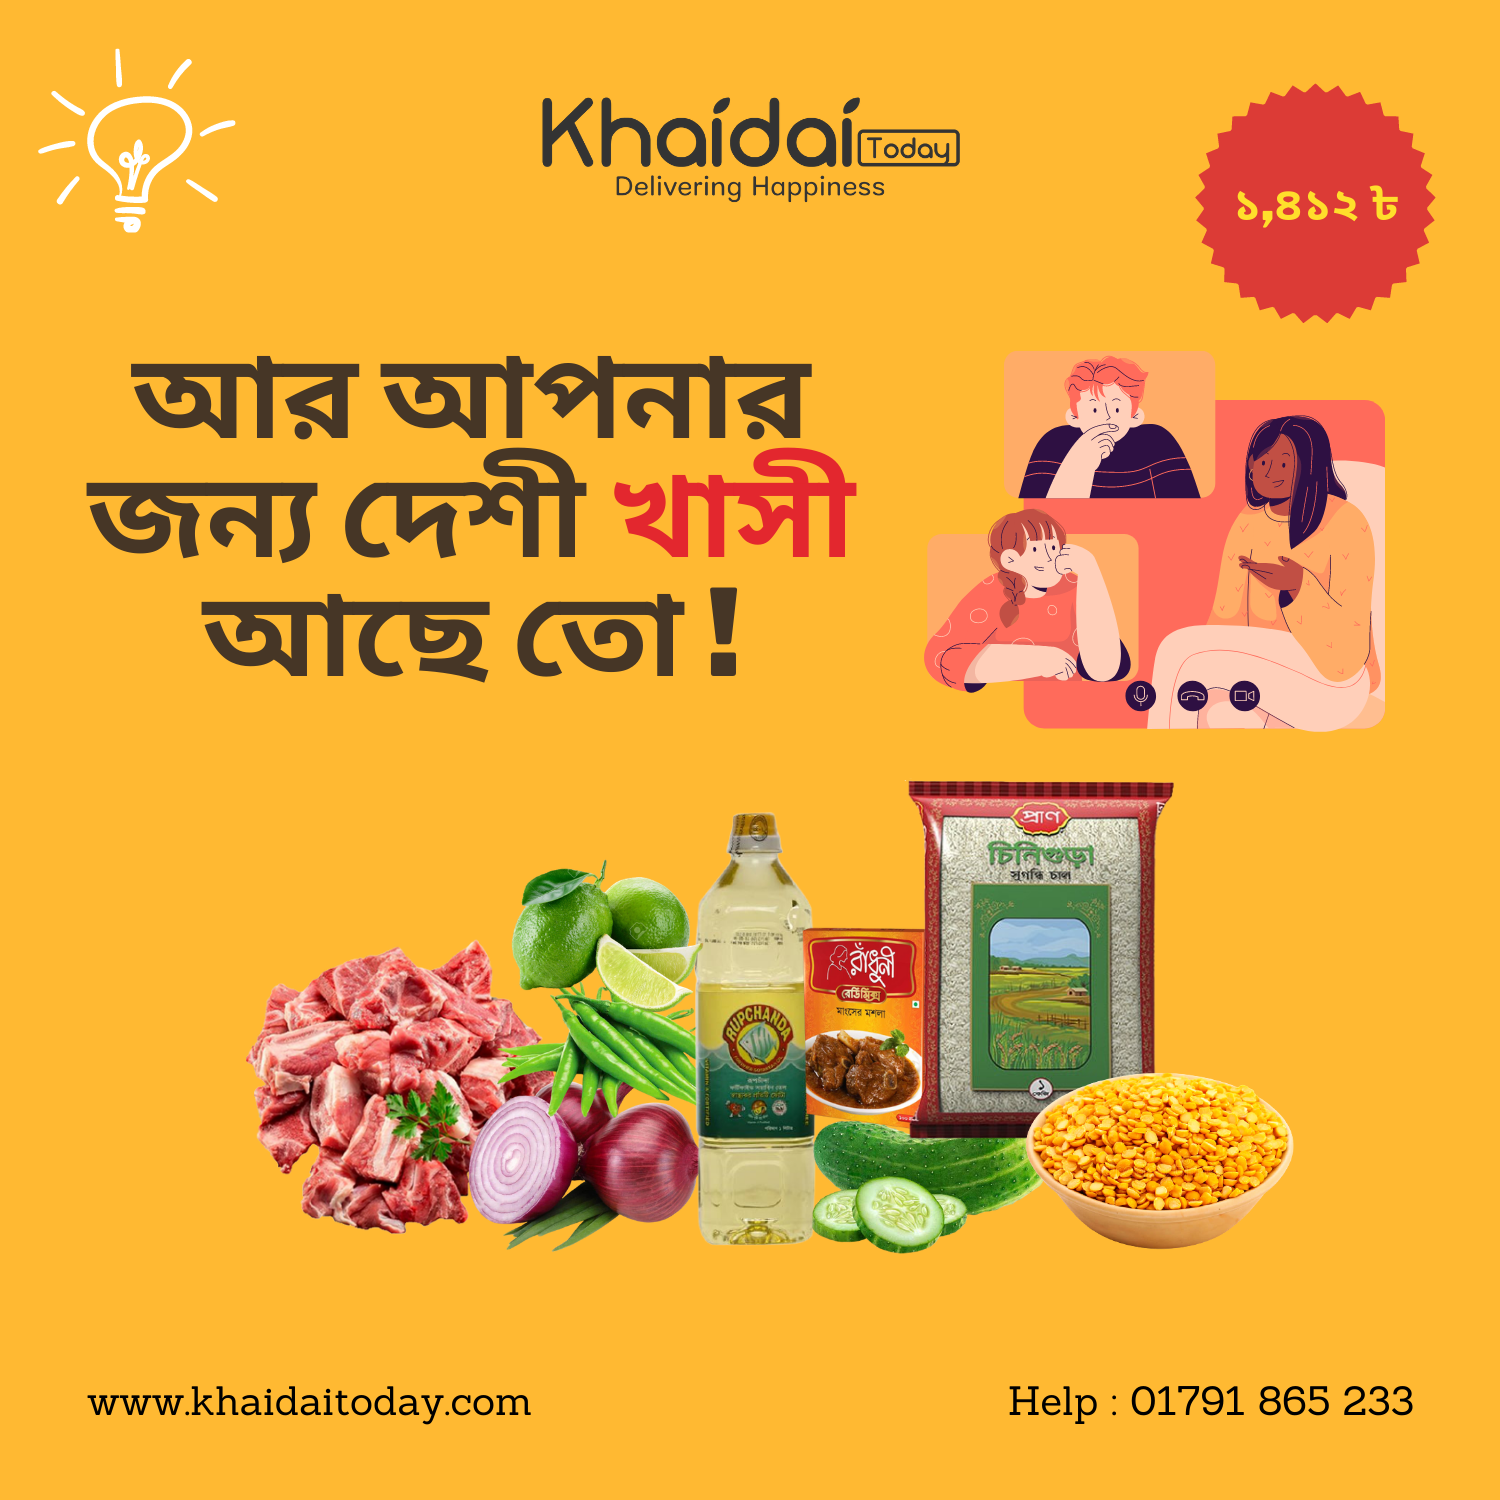 Khaidai Today
Delivering Happiness
১,৪১২ ৳
আর আপনার
জন্য দেশী খাসী
আছে তো !
প্রাণ
চিনিগুড়া
সুগন্ধি চাল
১
কেজি
রাঁধুনী
রেডিমিক্স
মাংসের মশলা
RUPCHANDA
www.khaidaitoday.com
Help : 01791 865 233